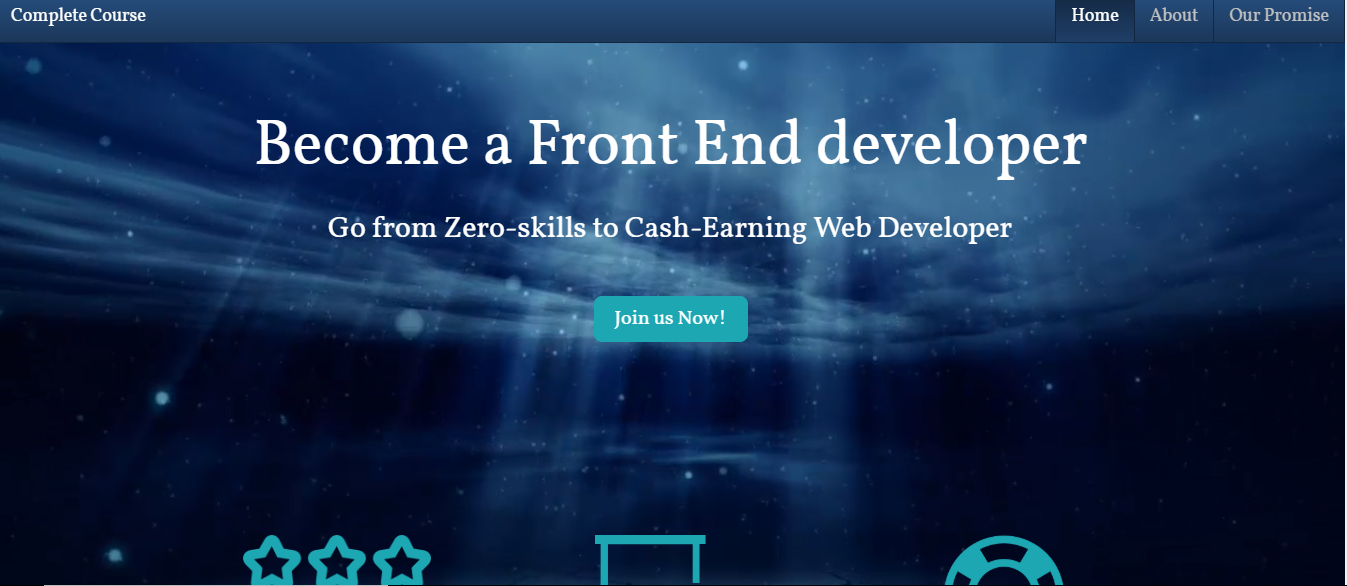 Complete Course
Home
About
Our Promise
Become a Front End developer
Go from Zero-skills to Cash-Earning Web Developer
Join us Now!